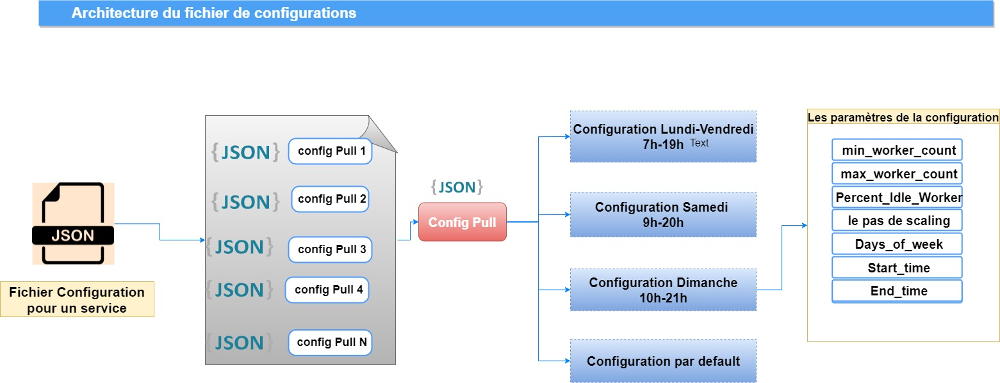 Architecture du fichier de configurations
JSON
Fichier Configuration
pour un service
{JSON} config Pull 1
{JSON} config Pull 2
{JSON} config Pull 3
{JSON} config Pull 4
{JSON} config Pull N
{JSON}
Config Pull
Configuration Lundi-Vendredi
7h-19h Text
Configuration Samedi
9h-20h
Configuration Dimanche
10h-21h
Configuration par default
Les paramètres de la configuration
min_worker_count
max_worker_count
Percent_Idle_Worker
le pas de scaling
Days_of_week
Start_time
End_time